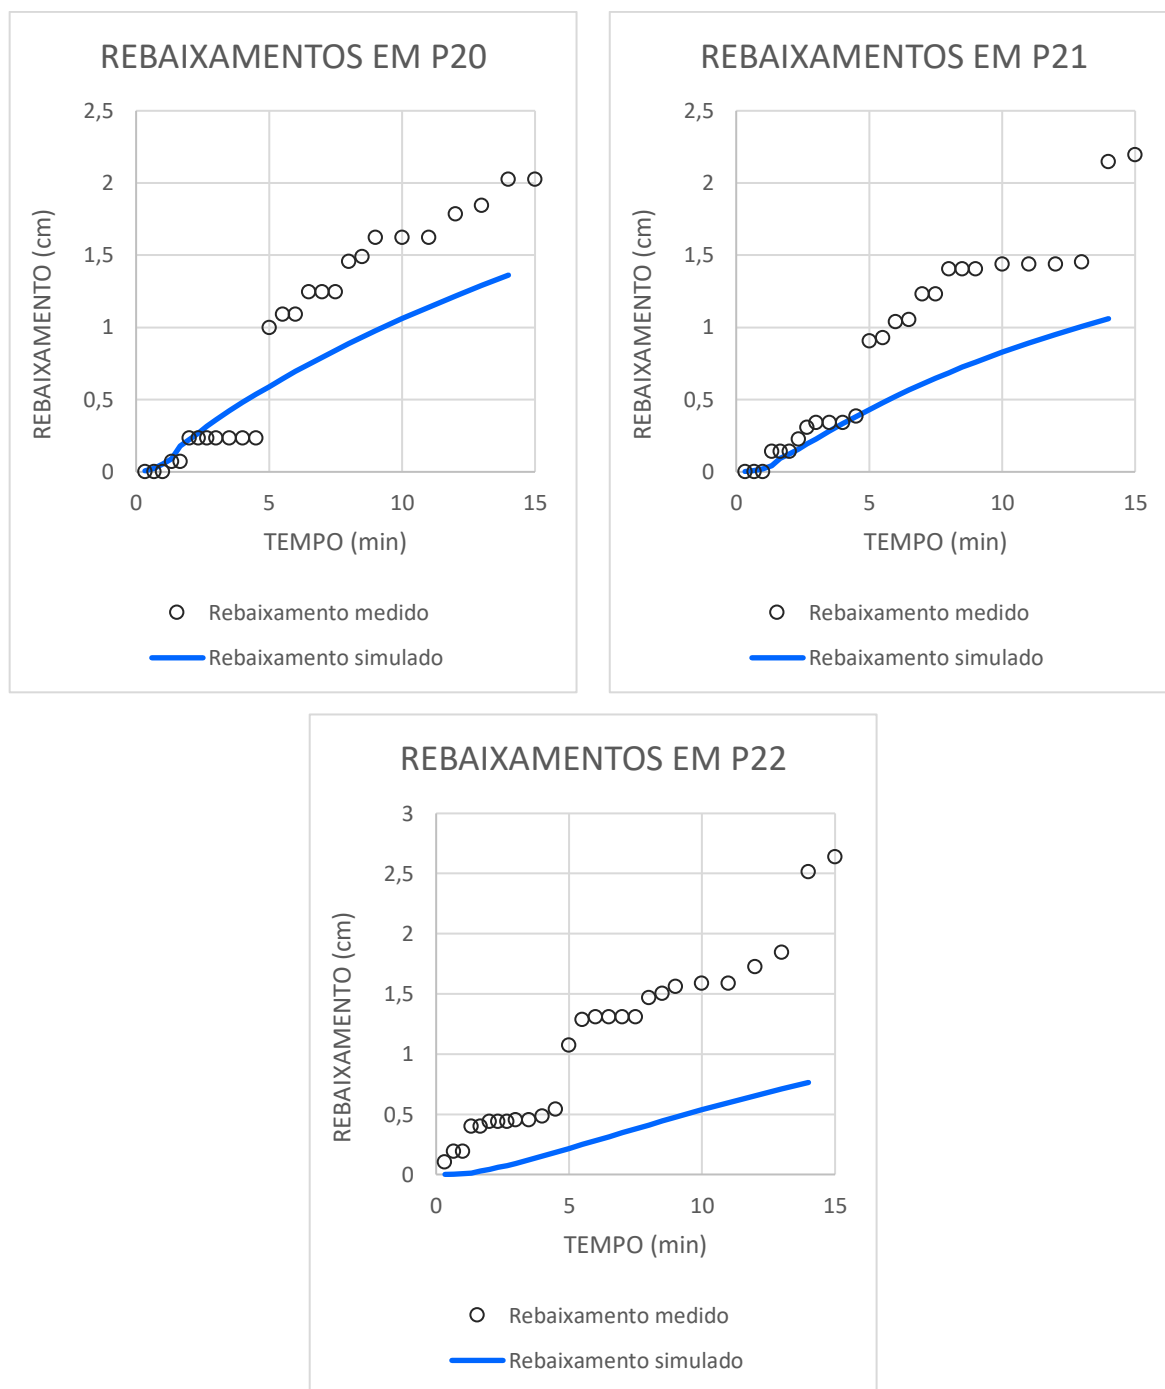 REBAIXAMENTOS EM P20
2,5
2
1,5
1
0,5
0
0 5 10 15
REBAIXAMENTO (cm)
TEMPO (min)
Rebaixamento medido
Rebaixamento simulado
REBAIXAMENTOS EM P21
2,5
2
1,5
1
0,5
0
0 5 10 15
REBAIXAMENTO (cm)
TEMPO (min)
Rebaixamento medido
Rebaixamento simulado
REBAIXAMENTOS EM P22
3
2,5
2
1,5
1
0,5
0
0 5 10 15
REBAIXAMENTO (cm)
TEMPO (min)
Rebaixamento medido
Rebaixamento simulado